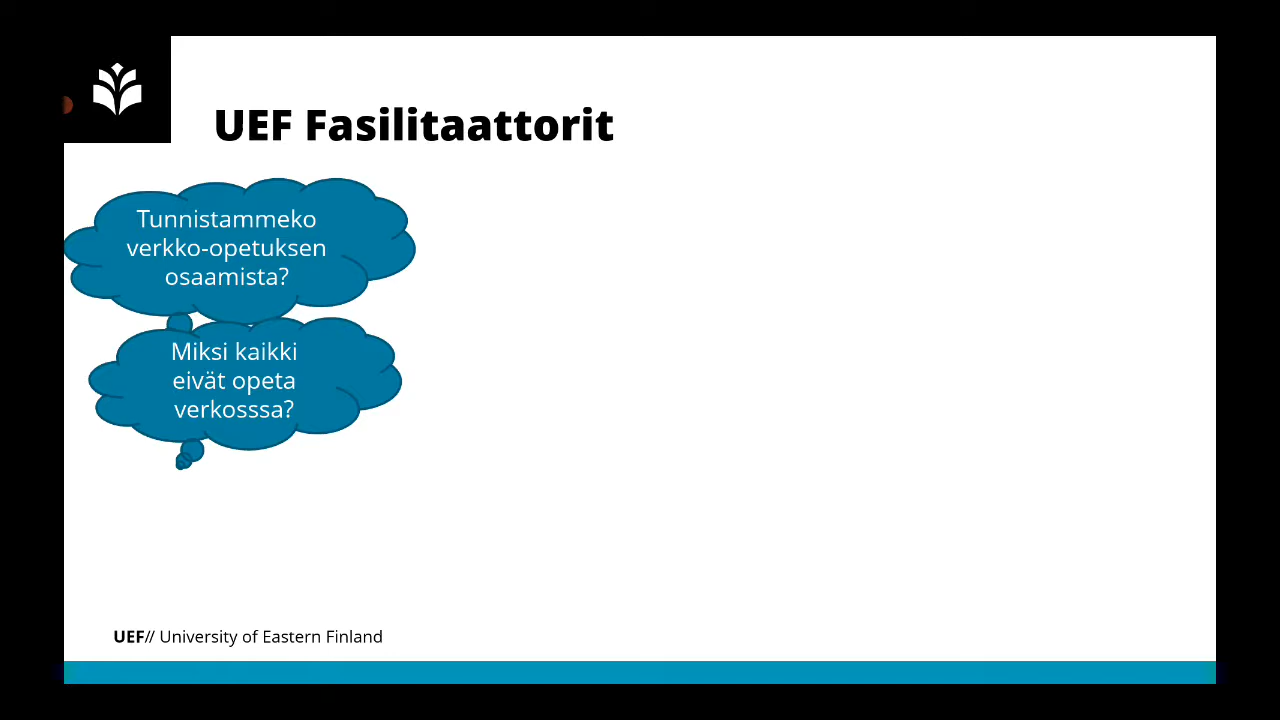 UEF Fasilitaattorit
Tunnistammeko
verkko-opetuksen
osaamista?
Miksi kaikki
eivät opeta
verkosssa?
UEF// University of Eastern Finland